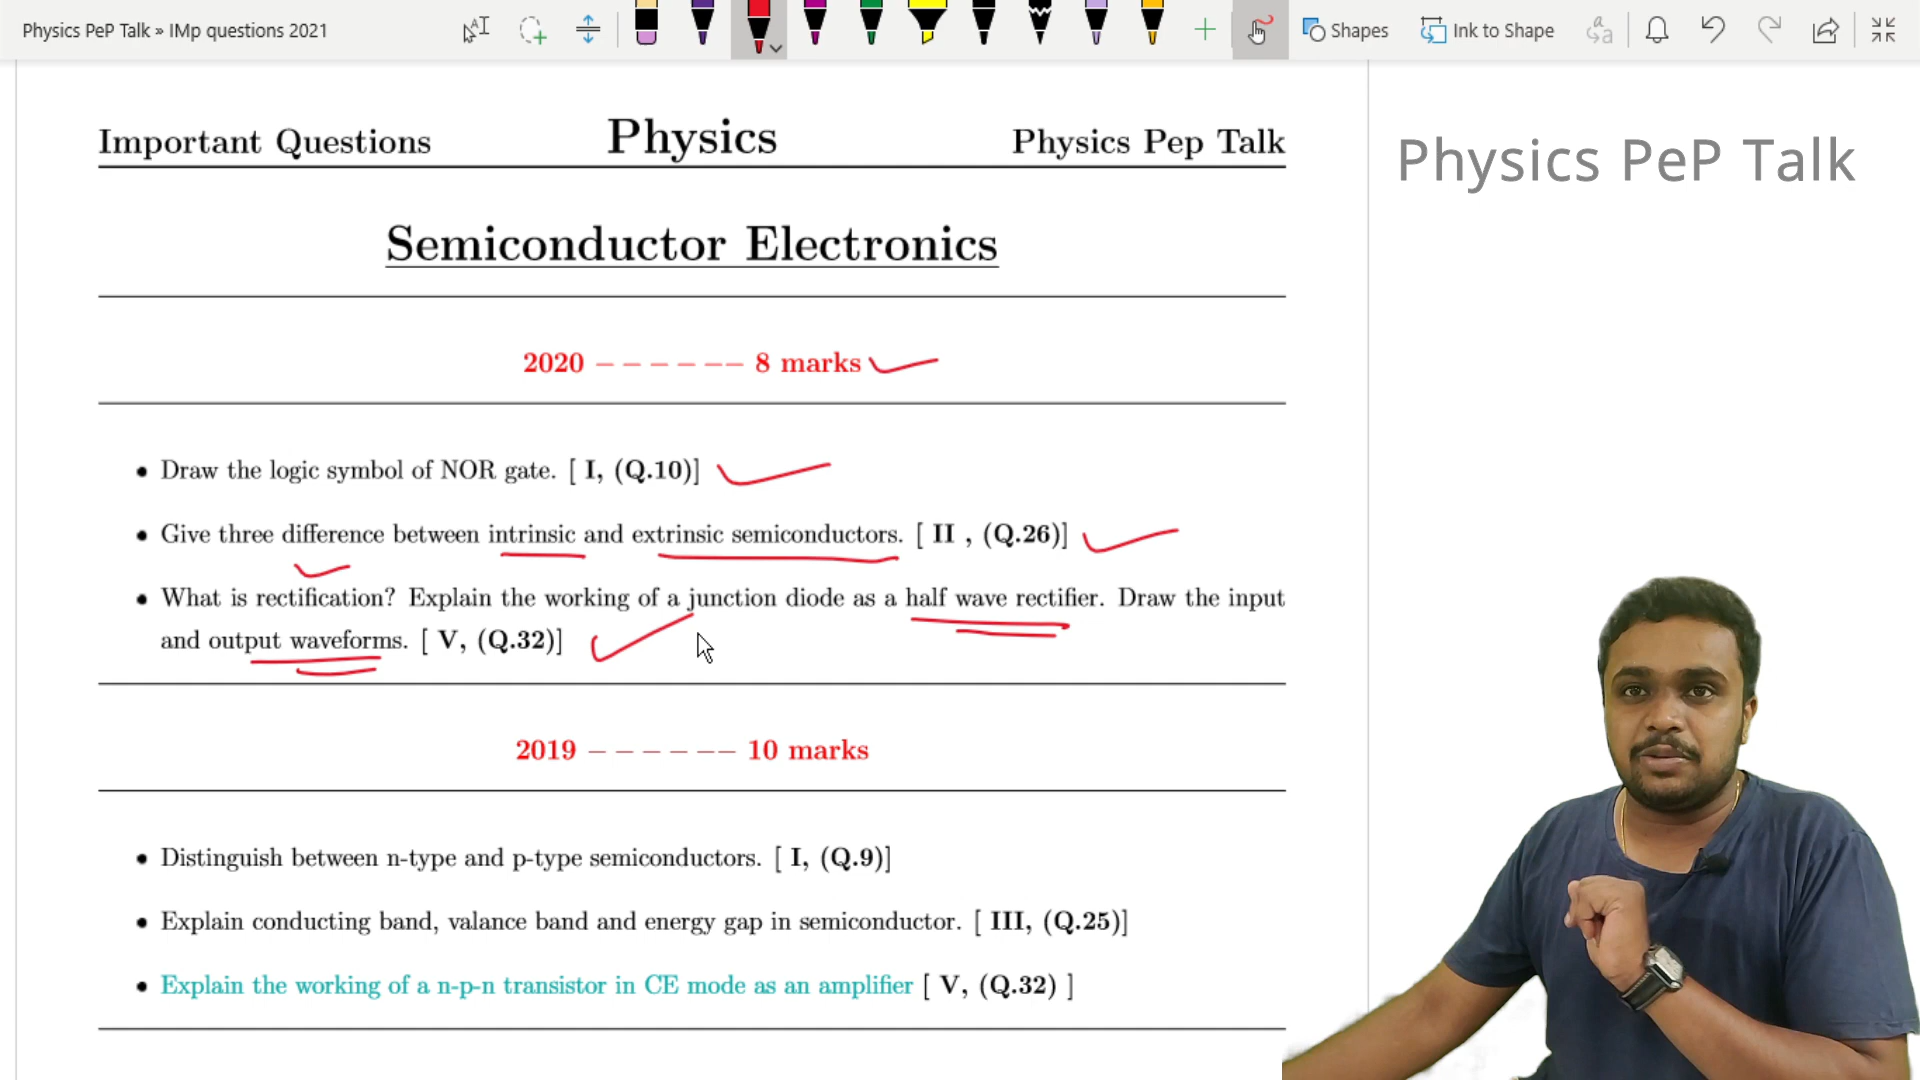 Physics PeP Talk » IMp questions 2021
Shapes
Ink to Shape
Important Questions Physics Physics Pep Talk
Physics PeP Talk
Semiconductor Electronics
2020 – – – – – – 8 marks
• Draw the logic symbol of NOR gate. [ I, (Q.10)]
• Give three difference between intrinsic and extrinsic semiconductors. [ II , (Q.26)]
• What is rectification? Explain the working of a junction diode as a half wave rectifier. Draw the input
and output waveforms. [ V, (Q.32)]
2019 – – – – – – 10 marks
• Distinguish between n-type and p-type semiconductors. [ I, (Q.9)]
• Explain conducting band, valance band and energy gap in semiconductor. [ III, (Q.25)]
• Explain the working of a n-p-n transistor in CE mode as an amplifier [ V, (Q.32) ]